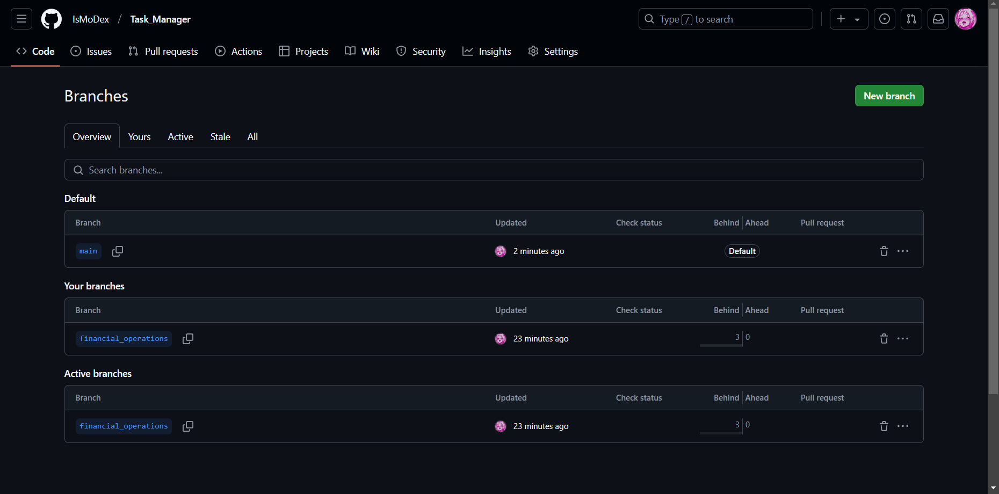 IsMoDex / Task_Manager
Type / to search
Code Issues Pull requests Actions Projects Wiki Security Insights Settings
Branches
New branch
Overview Yours Active Stale All
Search branches...
Default
Branch Updated Check status Behind Ahead Pull request
main 2 minutes ago Default
Your branches
Branch Updated Check status Behind Ahead Pull request
financial_operations 23 minutes ago 3 0
Active branches
Branch Updated Check status Behind Ahead Pull request
financial_operations 23 minutes ago 3 0